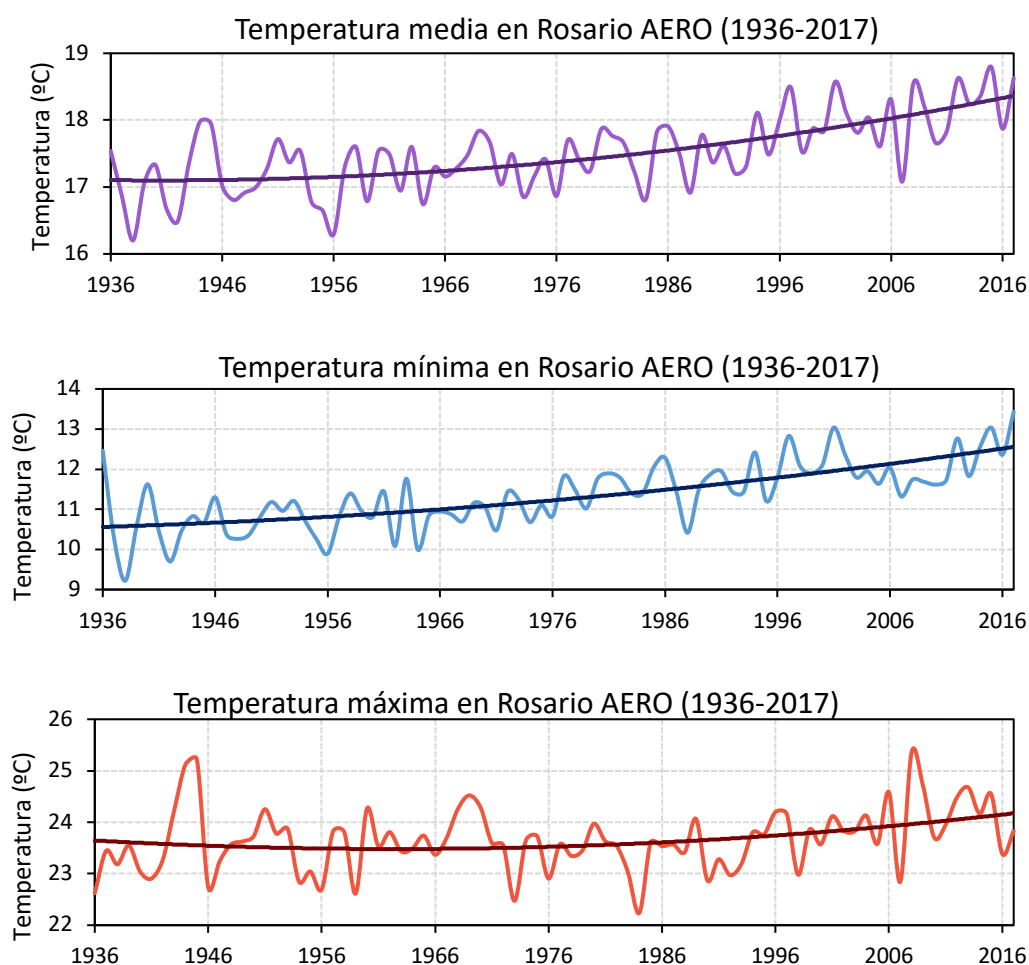 Temperatura media en Rosario AERO (1936-2017)
Temperatura (ºC)
19
18
17
16
1936 1946 1956 1966 1976 1986 1996 2006 2016
Temperatura mínima en Rosario AERO (1936-2017)
Temperatura (ºC)
14
13
12
11
10
9
1936 1946 1956 1966 1976 1986 1996 2006 2016
Temperatura máxima en Rosario AERO (1936-2017)
Temperatura (ºC)
26
25
24
23
22
1936 1946 1956 1966 1976 1986 1996 2006 2016